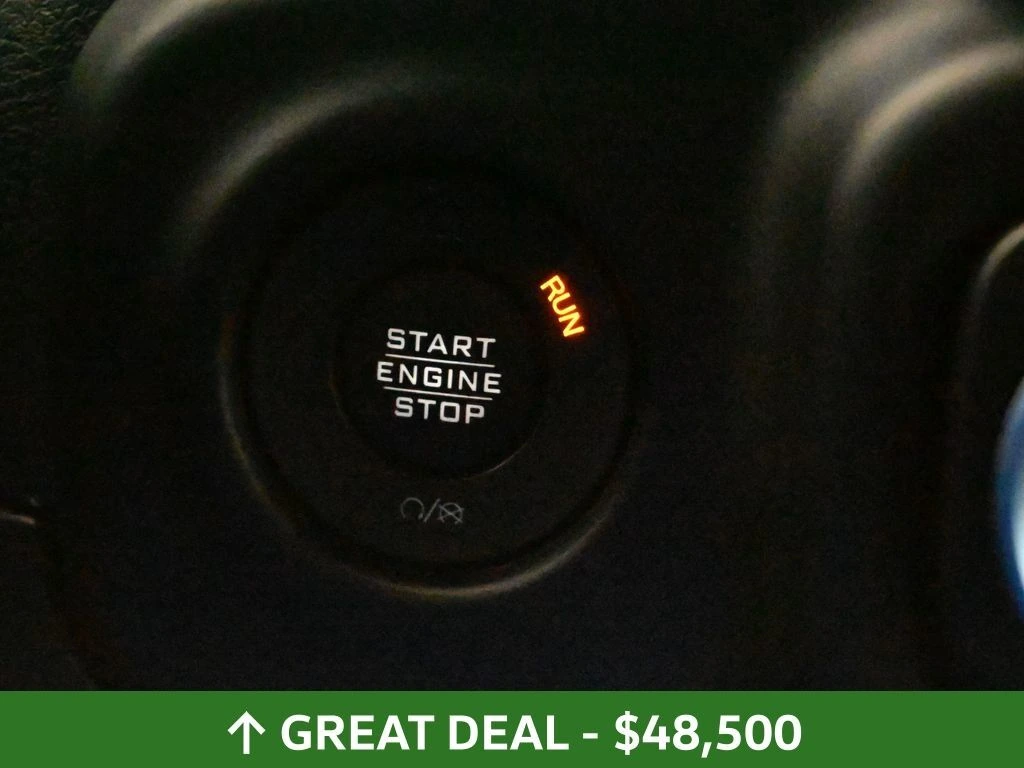 RUN
START
ENGINE
STOP
↑ GREAT DEAL - $48,500